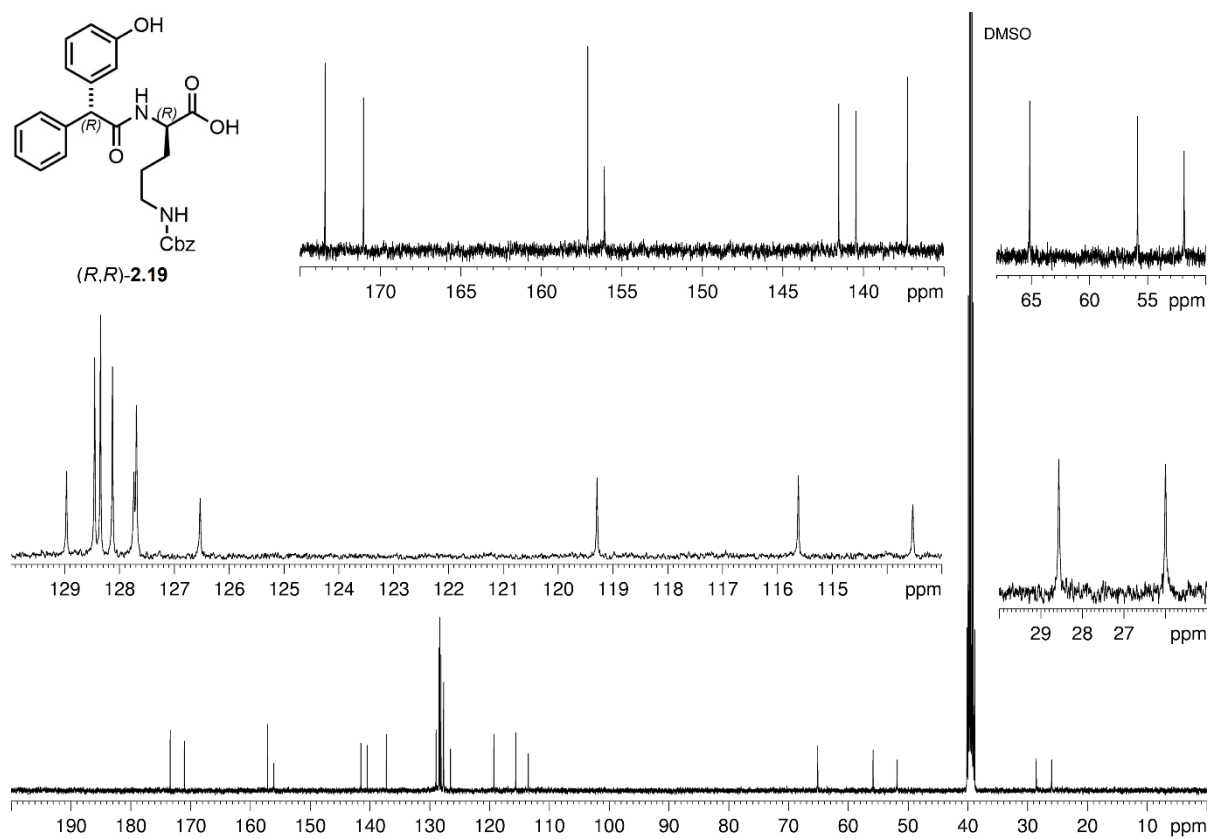 OH
H
N
(R)
O
OH
(R)
O
NH
Cbz
(R,R)-2.19
DMSO
170 165 160 155 150 145 140 ppm
65 60 55 ppm
129 128 127 126 125 124 123 122 121 120 119 118 117 116 115 ppm
29 28 27 ppm
190 180 170 160 150 140 130 120 110 100 90 80 70 60 50 40 30 20 10 ppm